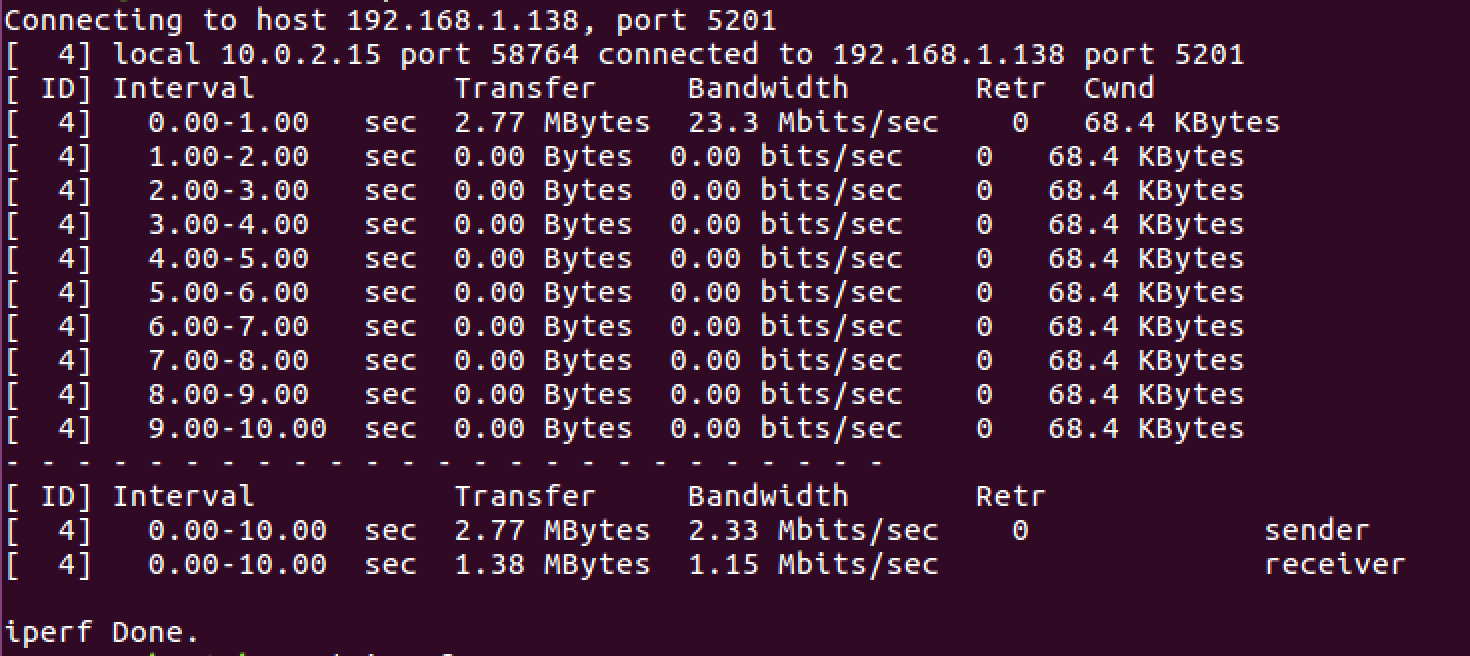 Connecting to host 192.168.1.138, port 5201
[  4] local 10.0.2.15 port 58764 connected to 192.168.1.138 port 5201
[ ID] Interval           Transfer     Bandwidth       Retr  Cwnd
[  4]   0.00-1.00   sec  2.77 MBytes  23.3 Mbits/sec    0   68.4 KBytes
[  4]   1.00-2.00   sec  0.00 Bytes  0.00 bits/sec    0   68.4 KBytes
[  4]   2.00-3.00   sec  0.00 Bytes  0.00 bits/sec    0   68.4 KBytes
[  4]   3.00-4.00   sec  0.00 Bytes  0.00 bits/sec    0   68.4 KBytes
[  4]   4.00-5.00   sec  0.00 Bytes  0.00 bits/sec    0   68.4 KBytes
[  4]   5.00-6.00   sec  0.00 Bytes  0.00 bits/sec    0   68.4 KBytes
[  4]   6.00-7.00   sec  0.00 Bytes  0.00 bits/sec    0   68.4 KBytes
[  4]   7.00-8.00   sec  0.00 Bytes  0.00 bits/sec    0   68.4 KBytes
[  4]   8.00-9.00   sec  0.00 Bytes  0.00 bits/sec    0   68.4 KBytes
[  4]   9.00-10.00  sec  0.00 Bytes  0.00 bits/sec    0   68.4 KBytes
- - - - - - - - - - - - - - - - - - - - - - - - -
[ ID] Interval           Transfer     Bandwidth       Retr
[  4]   0.00-10.00  sec  2.77 MBytes  2.33 Mbits/sec    0             sender
[  4]   0.00-10.00  sec  1.38 MBytes  1.15 Mbits/sec                  receiver
iperf Done.